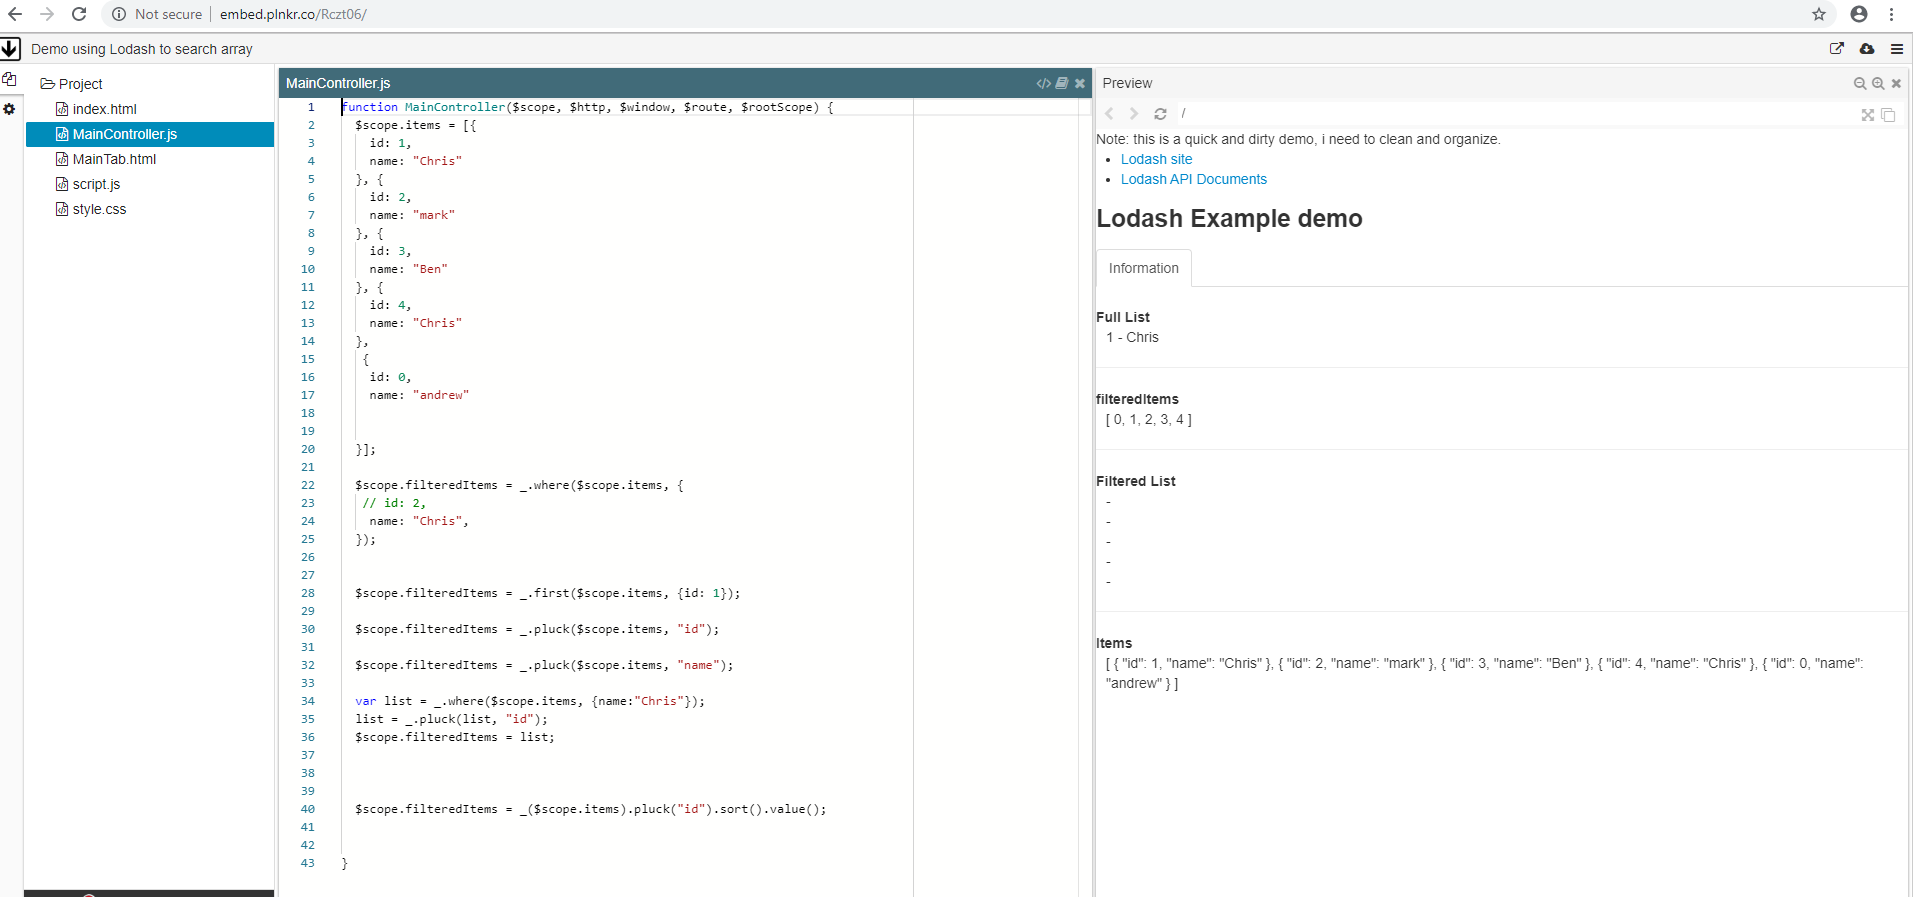 Not secure | embed.plnkr.co/Rczt06/
Demo using Lodash to search array
Project
index.html
MainController.js
MainTab.html
script.js
style.css
MainController.js
1 function MainController($scope, $http, $window, $route, $rootScope) {
2 $scope.items = [{
3 id: 1,
4 name: "Chris"
5 }, {
6 id: 2,
7 name: "mark"
8 }, {
9 id: 3,
10 name: "Ben"
11 }, {
12 id: 4,
13 name: "Chris"
14 },
15 {
16 id: 0,
17 name: "andrew"
18
19
20 }];
21
22 $scope.filteredItems = _.where($scope.items, {
23 // id: 2,
24 name: "Chris",
25 });
26
27
28 $scope.filteredItems = _.first($scope.items, {id: 1});
29
30 $scope.filteredItems = _.pluck($scope.items, "id");
31
32 $scope.filteredItems = _.pluck($scope.items, "name");
33
34 var list = _.where($scope.items, {name:"Chris"});
35 list = _.pluck(list, "id");
36 $scope.filteredItems = list;
37
38
39
40 $scope.filteredItems = _($scope.items).pluck("id").sort().value();
41
42
43 }
Preview
/
Note: this is a quick and dirty demo, i need to clean and organize.
• Lodash site
• Lodash API Documents
Lodash Example demo
Information
Full List
1 - Chris
filteredItems
[ 0, 1, 2, 3, 4 ]
Filtered List
-
-
-
-
-
Items
[ { "id": 1, "name": "Chris" }, { "id": 2, "name": "mark" }, { "id": 3, "name": "Ben" }, { "id": 4, "name": "Chris" }, { "id": 0, "name":
"andrew" } ]